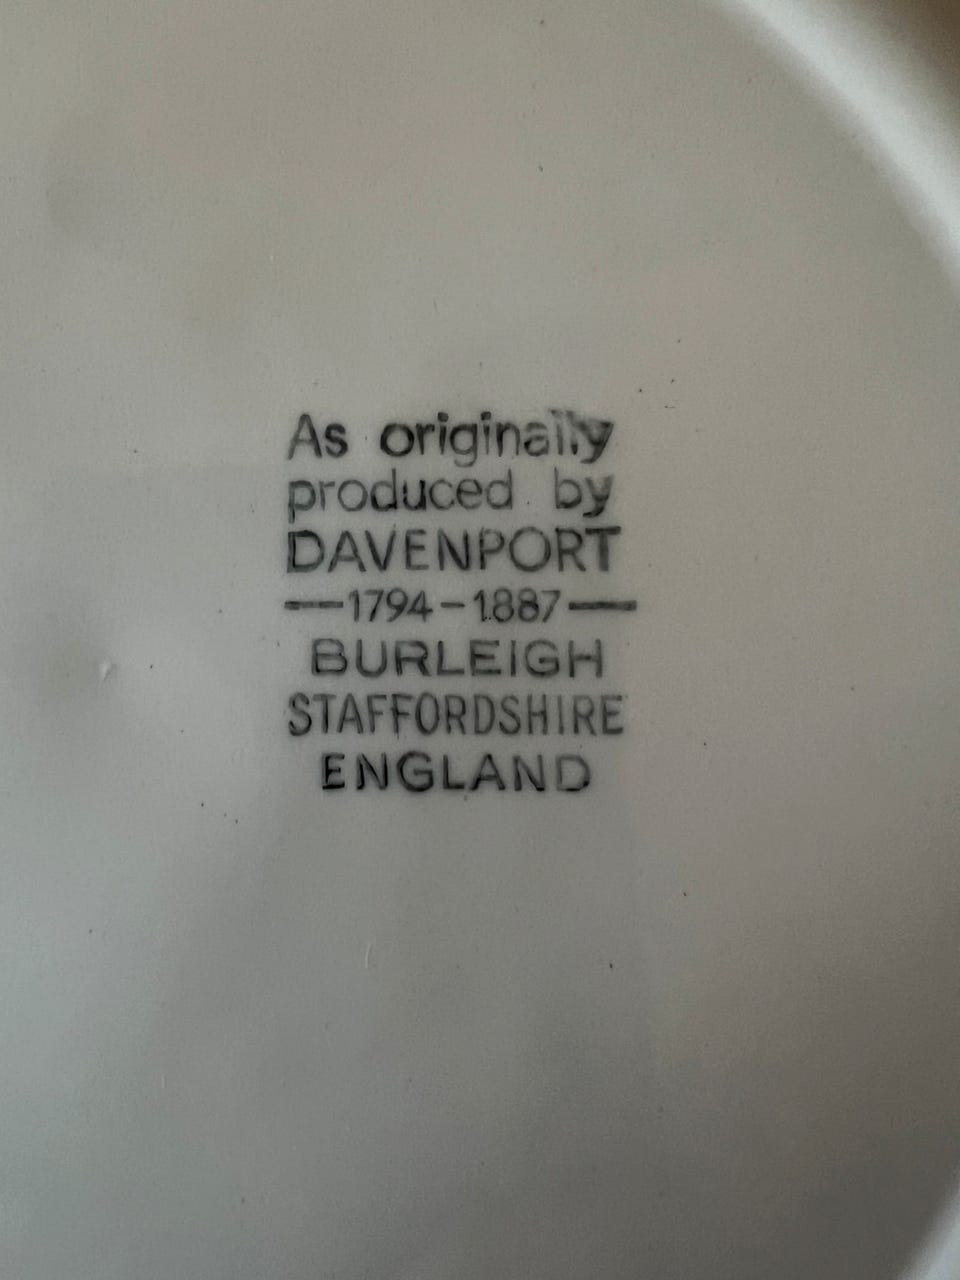 As originally
produced by
DAVENPORT
—1794–1887—
BURLEIGH
STAFFORDSHIRE
ENGLAND